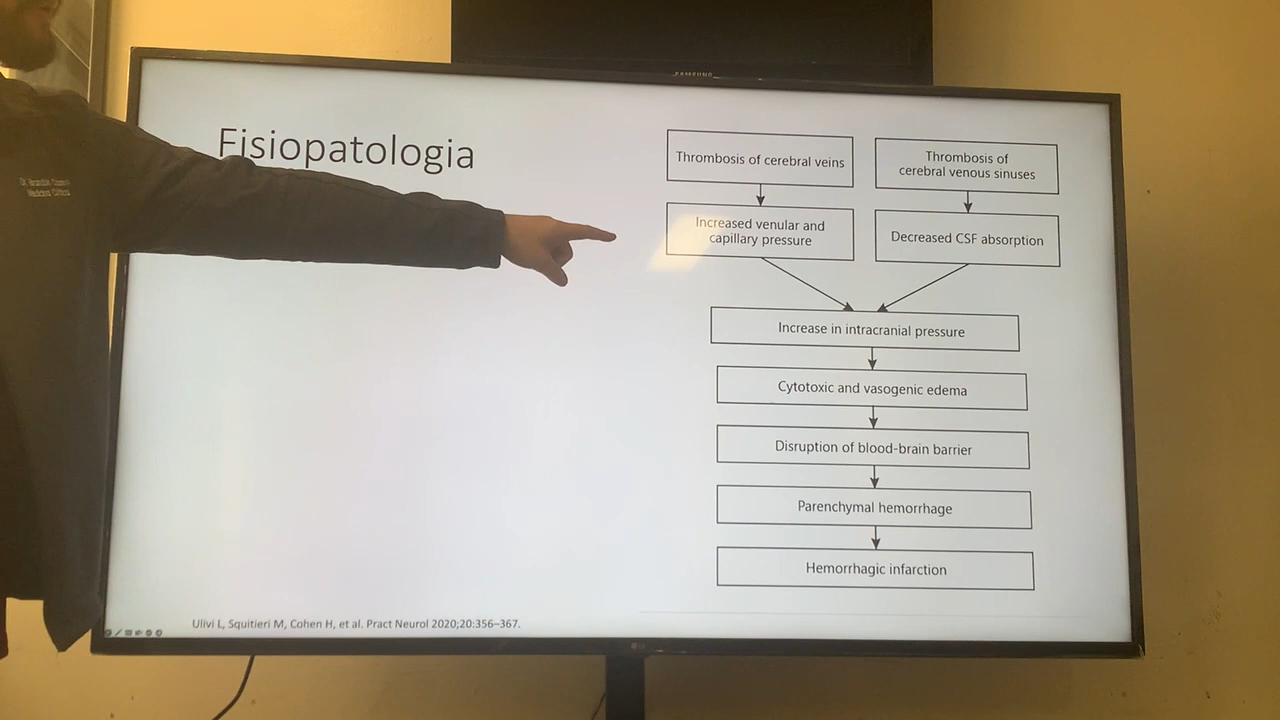 SAMSUNG
Fisiopatologia
Thrombosis of cerebral veins
Thrombosis of
cerebral venous sinuses
Increased venular and
capillary pressure
Decreased CSF absorption
Increase in intracranial pressure
Cytotoxic and vasogenic edema
Disruption of blood-brain barrier
Parenchymal hemorrhage
Hemorrhagic infarction
Ulivi L, Squitieri M, Cohen H, et al. Pract Neurol 2020;20:356–367.
LG